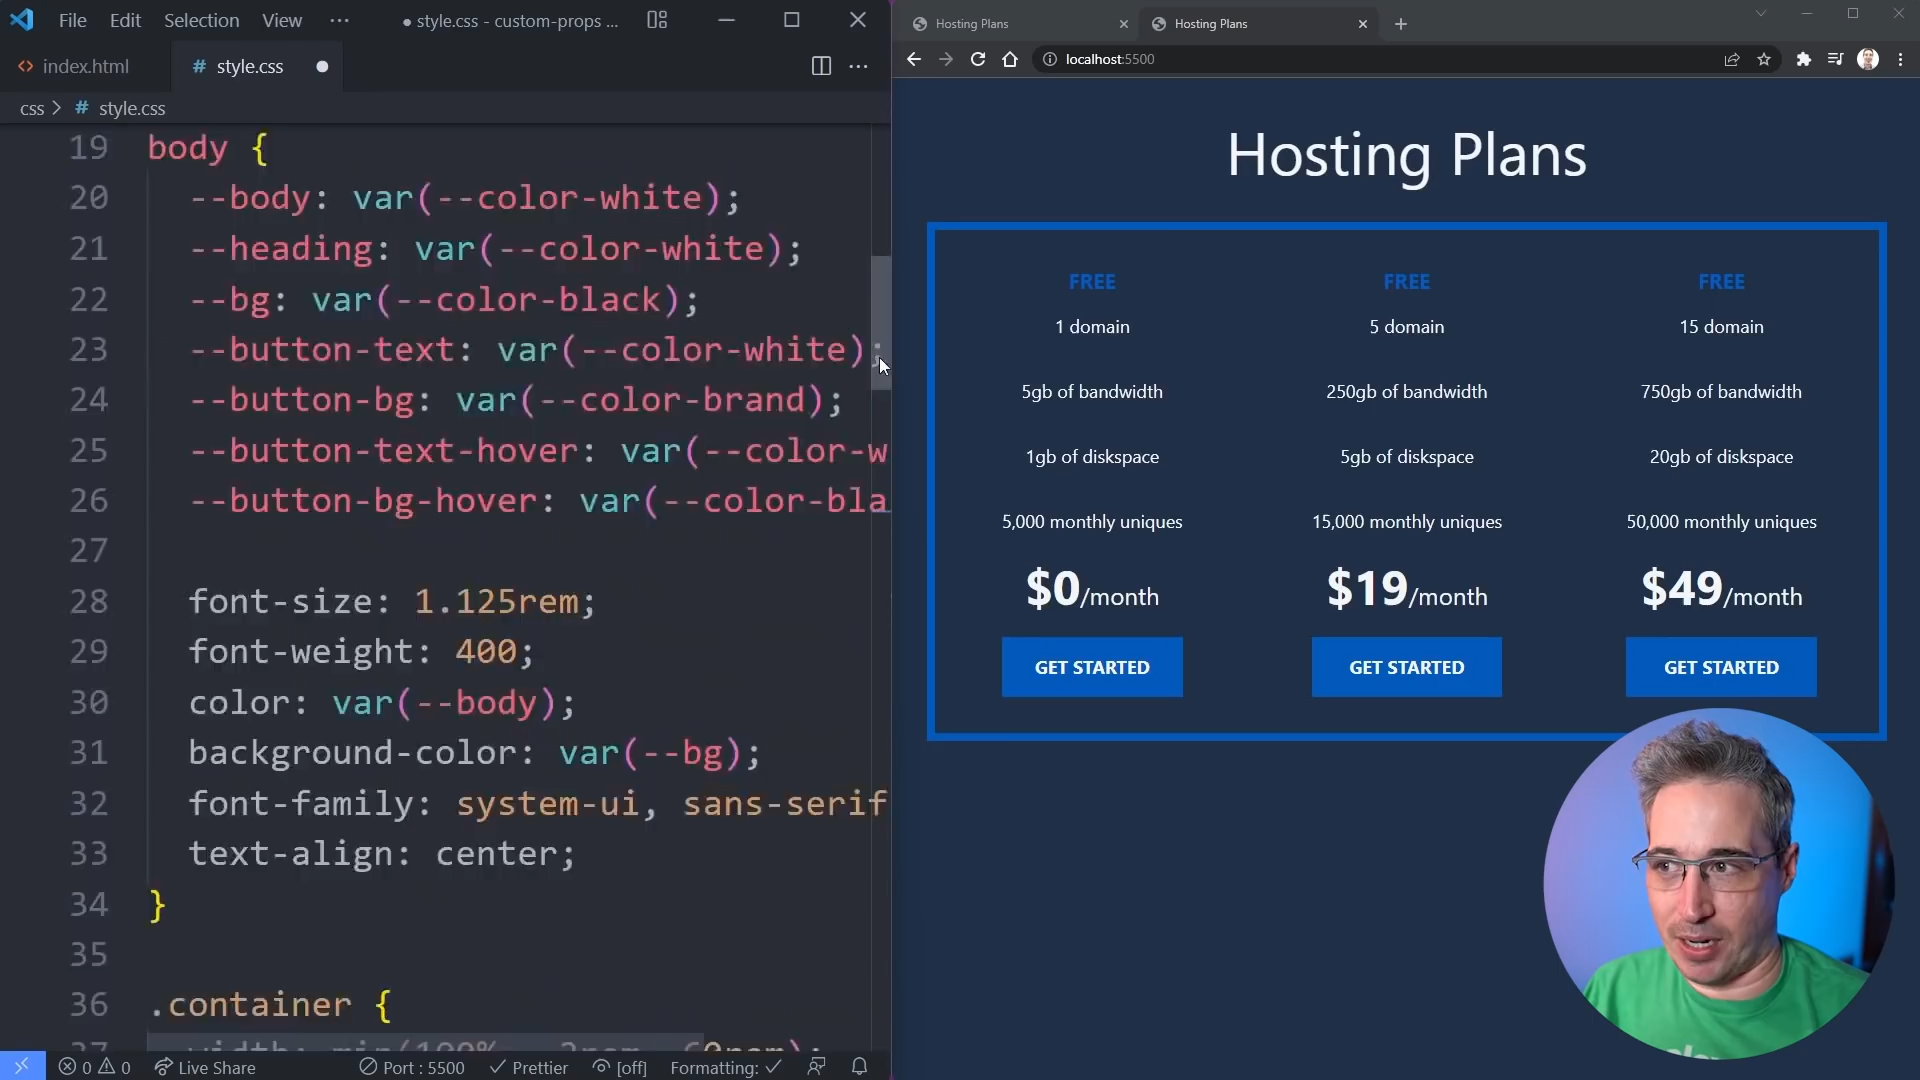 File Edit Selection View ··· ● style.css - custom-props ...
index.html # style.css ●
css > # style.css
19 body {
20 --body: var(--color-white);
21 --heading: var(--color-white);
22 --bg: var(--color-black);
23 --button-text: var(--color-white);
24 --button-bg: var(--color-brand);
25 --button-text-hover: var(--color-w
26 --button-bg-hover: var(--color-bla
27
28 font-size: 1.125rem;
29 font-weight: 400;
30 color: var(--body);
31 background-color: var(--bg);
32 font-family: system-ui, sans-serif
33 text-align: center;
34 }
35
36 .container {
0 0 Live Share Port : 5500 Prettier [off] Formatting: ✓
Hosting Plans Hosting Plans
localhost:5500
Hosting Plans
FREE
1 domain
5gb of bandwidth
1gb of diskspace
5,000 monthly uniques
$0/month
GET STARTED
FREE
5 domain
250gb of bandwidth
5gb of diskspace
15,000 monthly uniques
$19/month
GET STARTED
FREE
15 domain
750gb of bandwidth
20gb of diskspace
50,000 monthly uniques
$49/month
GET STARTED